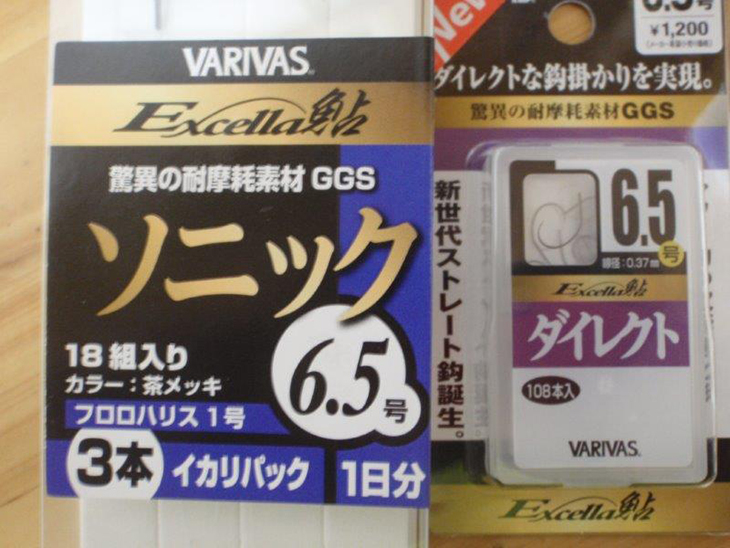 VARIVAS
Excella鮎
驚異の耐摩耗素材 GGS
ソニック
18組入り
カラー：茶メッキ
6.5号
フロロハリス1号
3本 イカリパック 1日分
New
6.5号
¥1,200
ダイレクトな鈎掛かりを実現。
驚異の耐摩耗素材GGS
新世代ストレート鈎誕生。
6.5号
線径：0.37mm
Excella鮎
ダイレクト
108本入
VARIVAS
Excella鮎